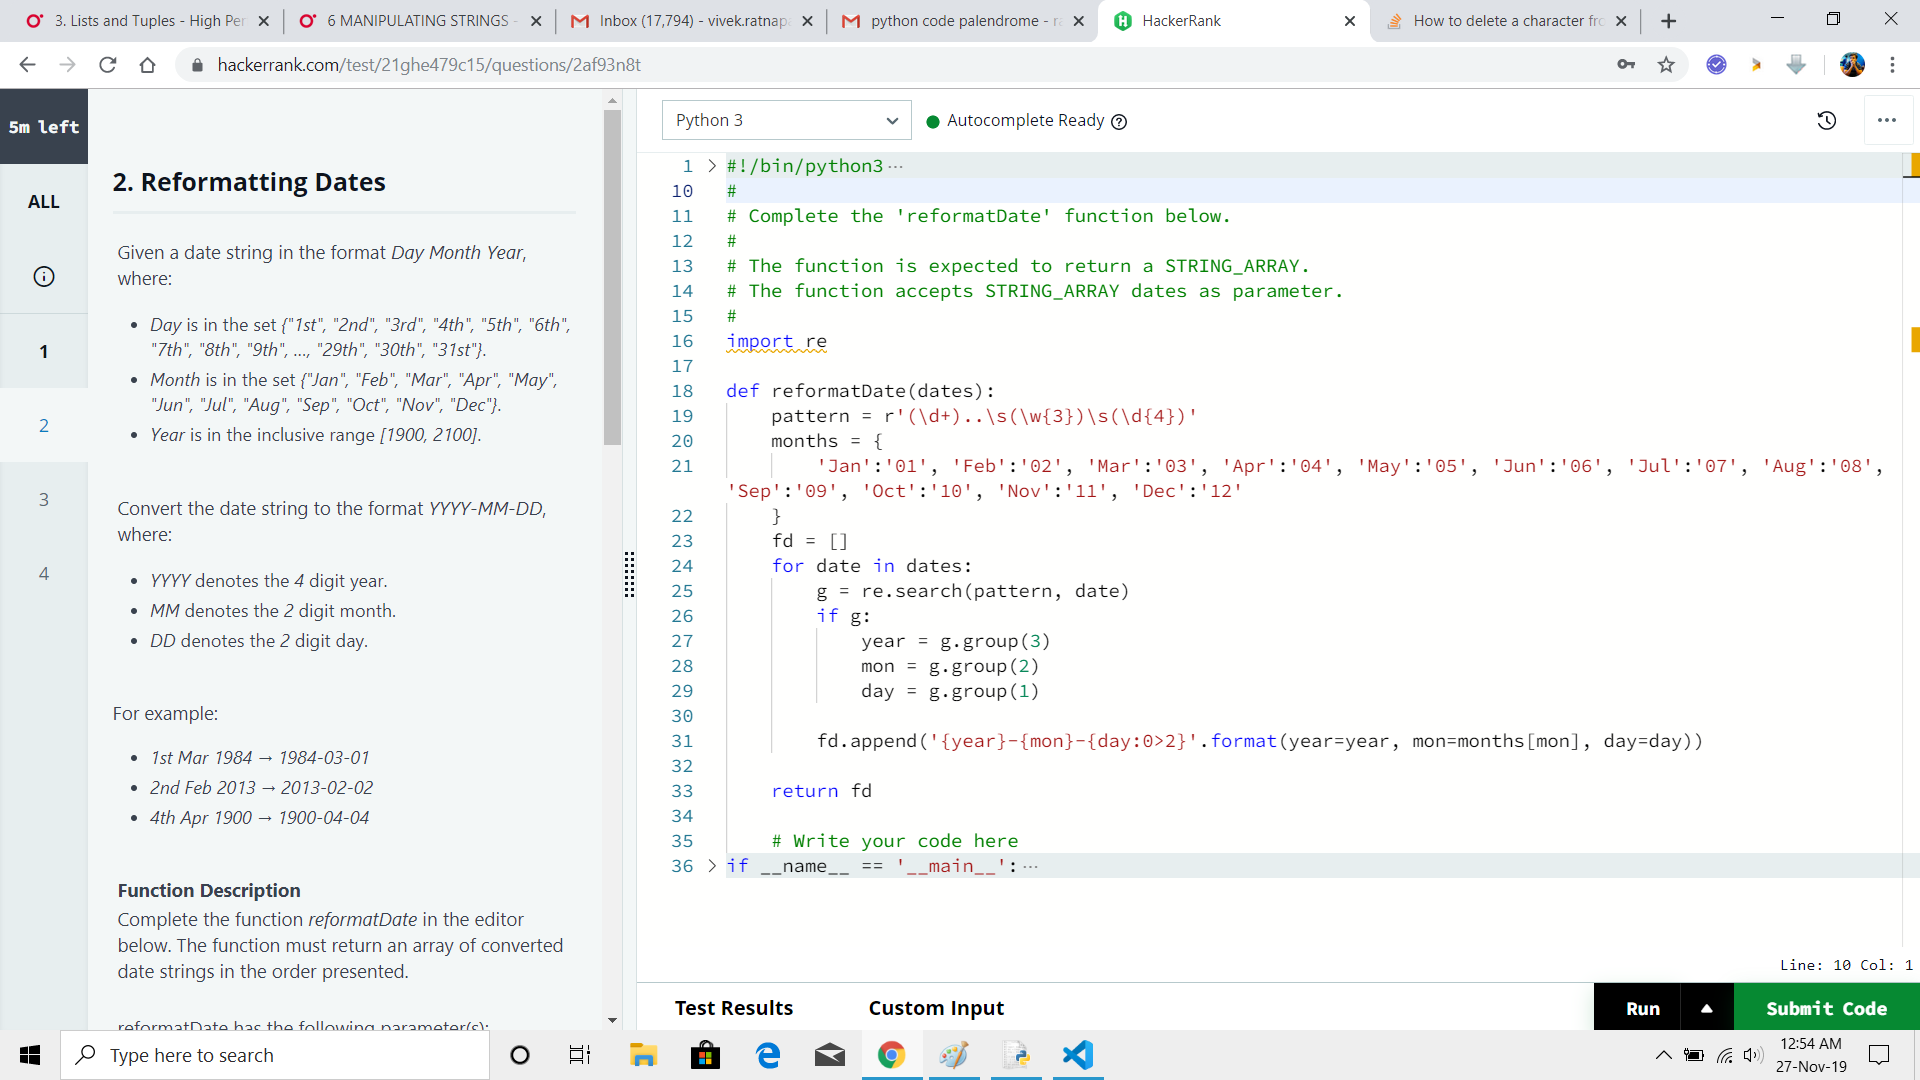 3. Lists and Tuples - High Per
6 MANIPULATING STRINGS -
Inbox (17,794) - vivek.ratnapa
python code palendrome - ra
HackerRank
How to delete a character fro
hackerrank.com/test/21ghe479c15/questions/2af93n8t
5m left
ALL
1
2
3
4
2. Reformatting Dates
Given a date string in the format Day Month Year,
where:
• Day is in the set {"1st", "2nd", "3rd", "4th", "5th", "6th",
"7th", "8th", "9th", ..., "29th", "30th", "31st"}.
• Month is in the set {"Jan", "Feb", "Mar", "Apr", "May",
"Jun", "Jul", "Aug", "Sep", "Oct", "Nov", "Dec"}.
• Year is in the inclusive range [1900, 2100].
Convert the date string to the format YYYY-MM-DD,
where:
• YYYY denotes the 4 digit year.
• MM denotes the 2 digit month.
• DD denotes the 2 digit day.
For example:
• 1st Mar 1984 → 1984-03-01
• 2nd Feb 2013 → 2013-02-02
• 4th Apr 1900 → 1900-04-04
Function Description
Complete the function reformatDate in the editor
below. The function must return an array of converted
date strings in the order presented.
reformatDate has the following parameter(s):
Python 3
Autocomplete Ready
1 #!/bin/python3 ...
10 #
11 # Complete the 'reformatDate' function below.
12 #
13 # The function is expected to return a STRING_ARRAY.
14 # The function accepts STRING_ARRAY dates as parameter.
15 #
16 import re
17
18 def reformatDate(dates):
19 pattern = r'(\d+)..\s(\w{3})\s(\d{4})'
20 months = {
21 'Jan':'01', 'Feb':'02', 'Mar':'03', 'Apr':'04', 'May':'05', 'Jun':'06', 'Jul':'07', 'Aug':'08',
'Sep':'09', 'Oct':'10', 'Nov':'11', 'Dec':'12'
22 }
23 fd = []
24 for date in dates:
25 g = re.search(pattern, date)
26 if g:
27 year = g.group(3)
28 mon = g.group(2)
29 day = g.group(1)
30
31 fd.append('{year}-{mon}-{day:0>2}'.format(year=year, mon=months[mon], day=day))
32
33 return fd
34
35 # Write your code here
36 if __name__ == '__main__': ...
Line: 10 Col: 1
Test Results
Custom Input
Run
Submit Code
Type here to search
12:54 AM
27-Nov-19